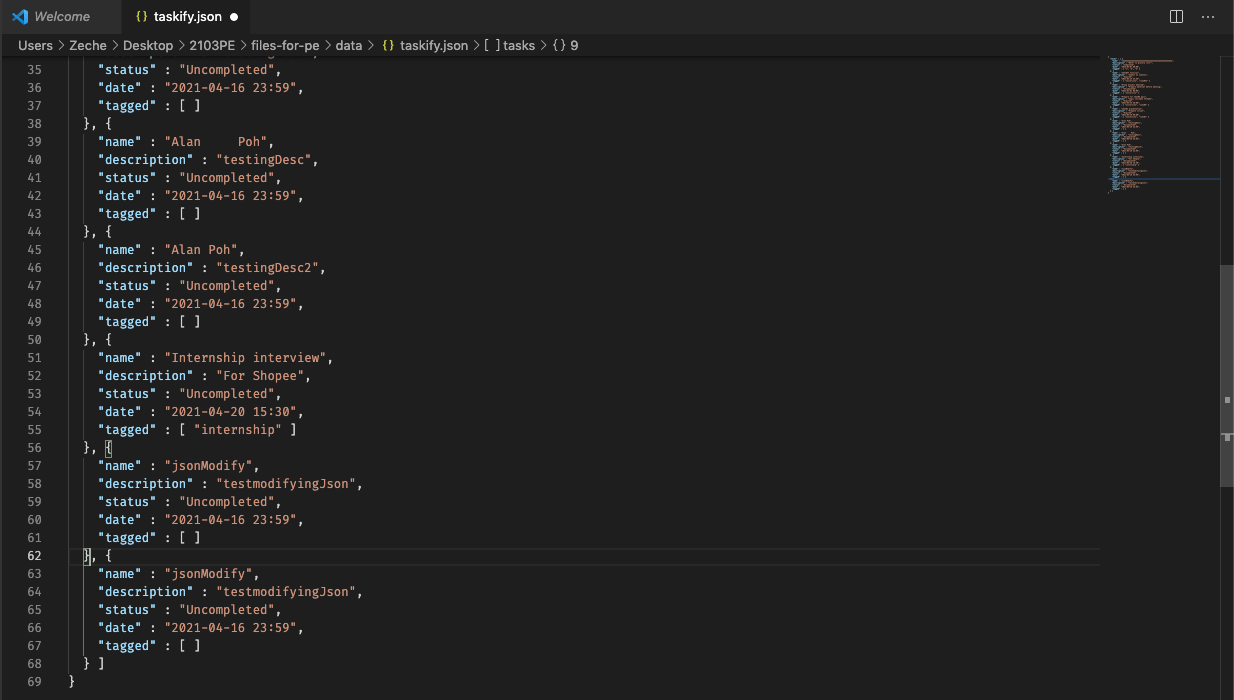 Welcome
{} taskify.json
Users > Zeche > Desktop > 2103PE > files-for-pe > data > {} taskify.json > [ ] tasks > {} 9
35 "status" : "Uncompleted",
36 "date" : "2021-04-16 23:59",
37 "tagged" : [ ]
38 }, {
39 "name" : "Alan     Poh",
40 "description" : "testingDesc",
41 "status" : "Uncompleted",
42 "date" : "2021-04-16 23:59",
43 "tagged" : [ ]
44 }, {
45 "name" : "Alan Poh",
46 "description" : "testingDesc2",
47 "status" : "Uncompleted",
48 "date" : "2021-04-16 23:59",
49 "tagged" : [ ]
50 }, {
51 "name" : "Internship interview",
52 "description" : "For Shopee",
53 "status" : "Uncompleted",
54 "date" : "2021-04-20 15:30",
55 "tagged" : [ "internship" ]
56 }, {
57 "name" : "jsonModify",
58 "description" : "testmodifyingJson",
59 "status" : "Uncompleted",
60 "date" : "2021-04-16 23:59",
61 "tagged" : [ ]
62 }, {
63 "name" : "jsonModify",
64 "description" : "testmodifyingJson",
65 "status" : "Uncompleted",
66 "date" : "2021-04-16 23:59",
67 "tagged" : [ ]
68 } ]
69 }